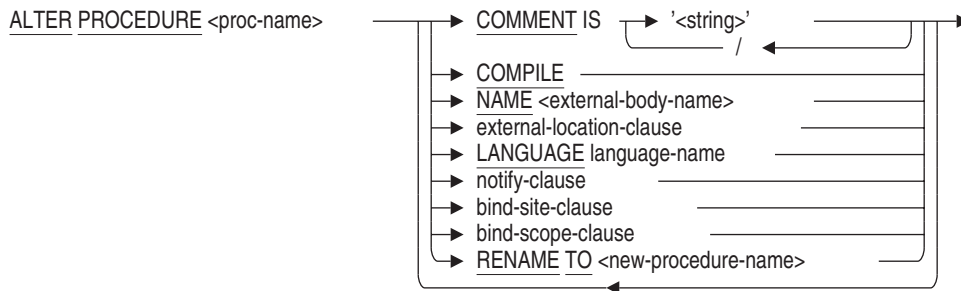 ALTER PROCEDURE <proc-name> COMMENT IS '<string>'
/
COMPILE
NAME <external-body-name>
external-location-clause
LANGUAGE language-name
notify-clause
bind-site-clause
bind-scope-clause
RENAME TO <new-procedure-name>